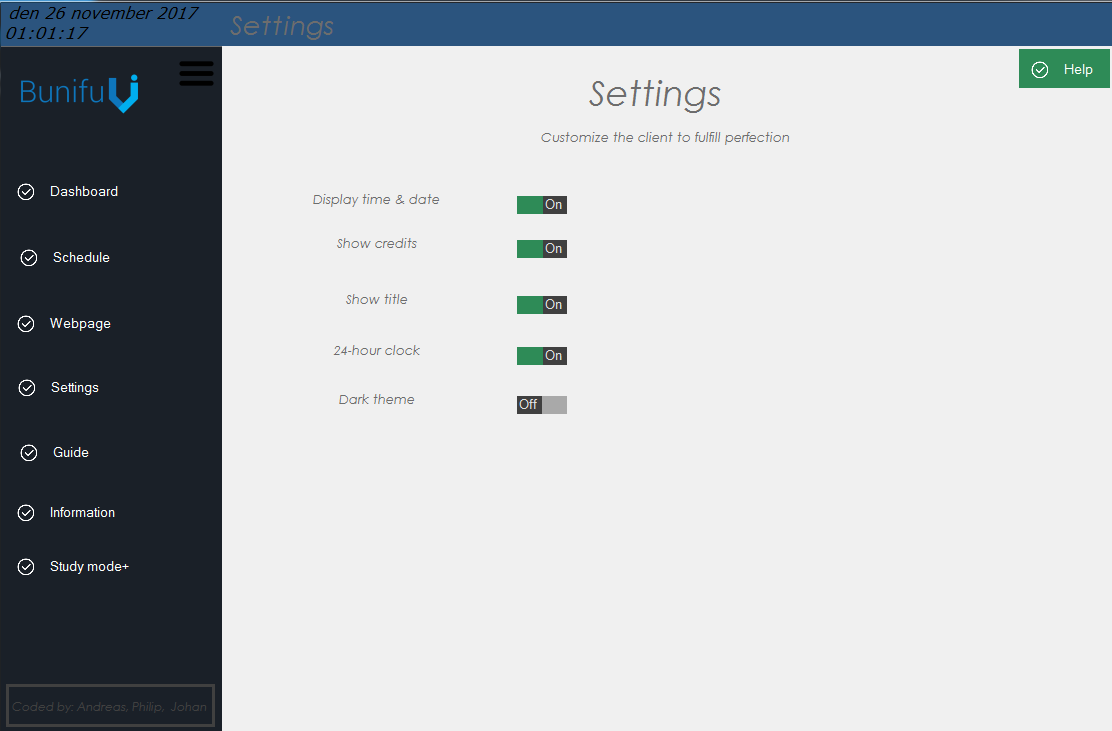 den 26 november 2017
01:01:17
Settings
Bunifu UI
Help
Settings
Customize the client to fulfill perfection
Dashboard
Schedule
Webpage
Settings
Guide
Information
Study mode+
Display time & date On
Show credits On
Show title On
24-hour clock On
Dark theme Off
Coded by: Andreas, Philip, Johan